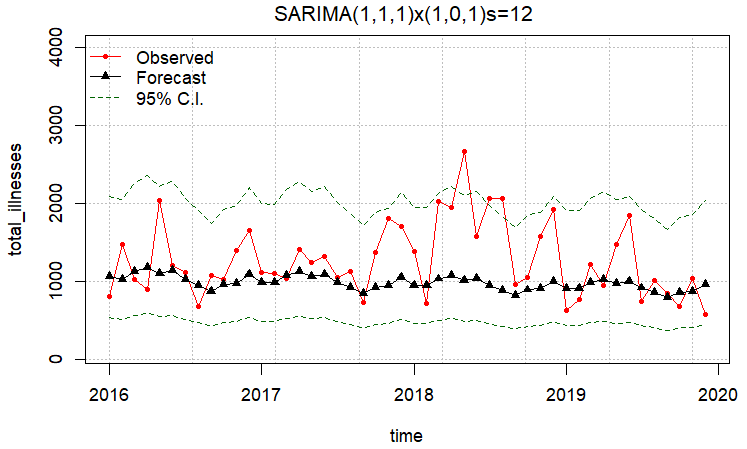 SARIMA(1,1,1)x(1,0,1)s=12
Observed
Forecast
95% C.I.
total_illnesses
4000
3000
2000
1000
0
2016 2017 2018 2019 2020
time